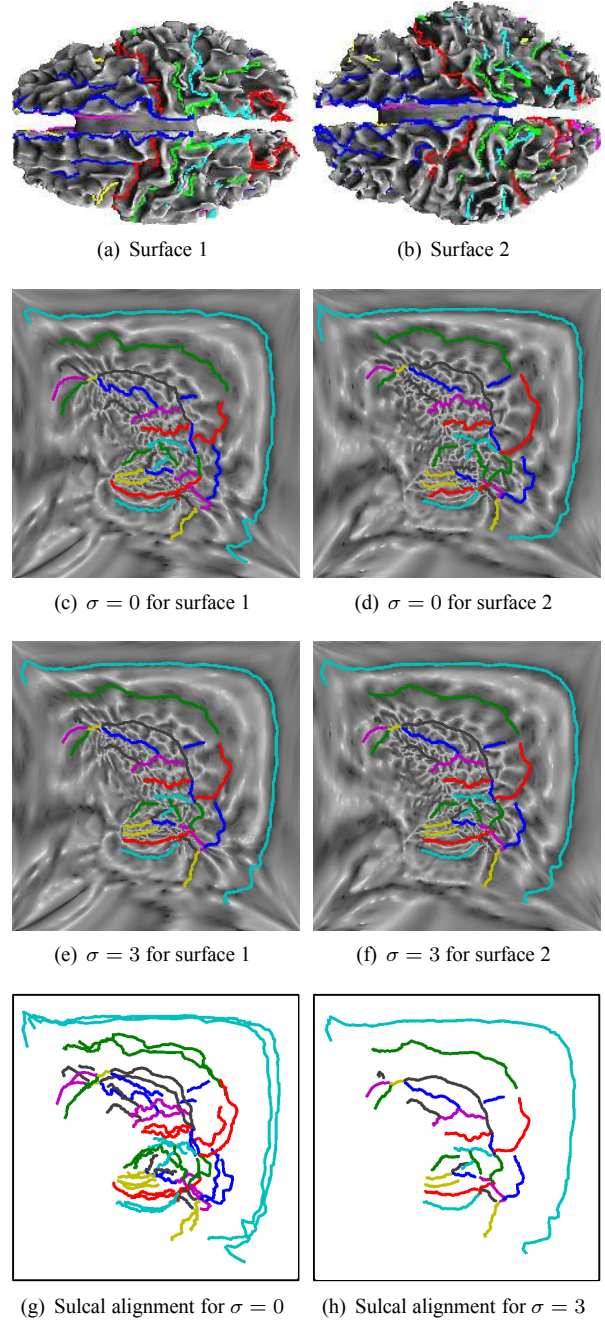 (a) Surface 1
(b) Surface 2
(c) σ = 0 for surface 1
(d) σ = 0 for surface 2
(e) σ = 3 for surface 1
(f) σ = 3 for surface 2
(g) Sulcal alignment for σ = 0
(h) Sulcal alignment for σ = 3